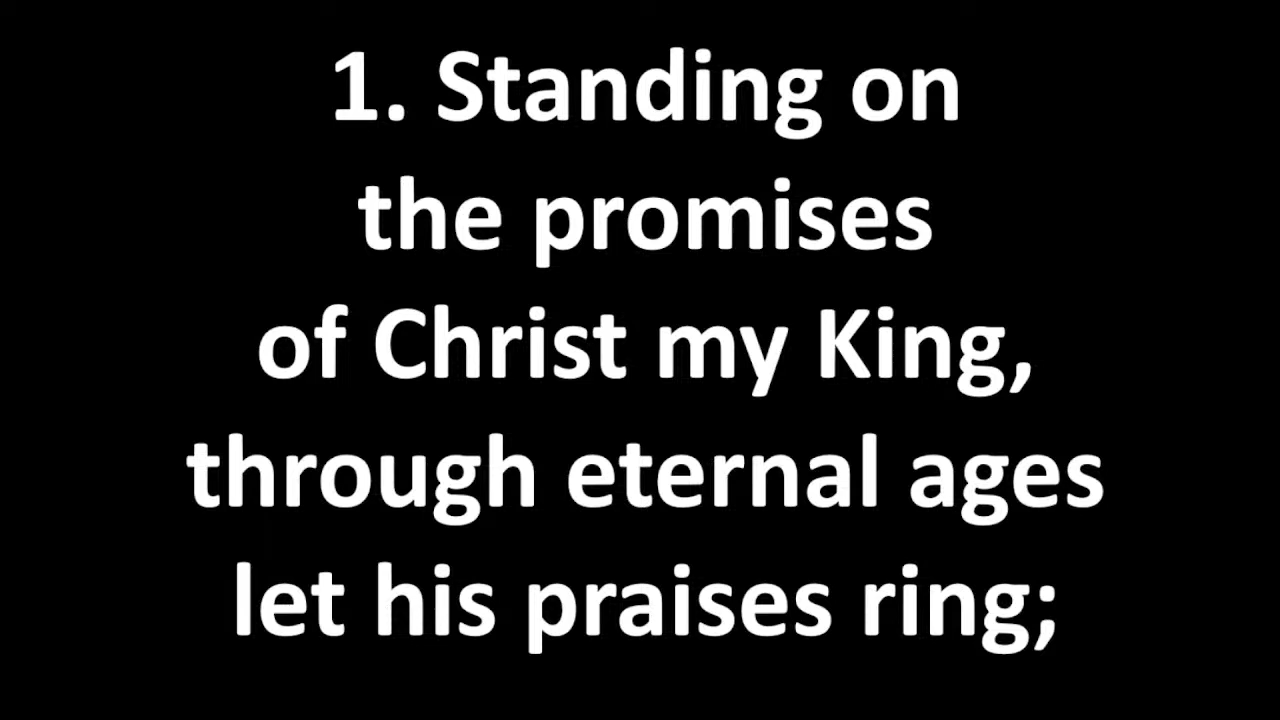 1. Standing on
the promises
of Christ my King,
through eternal ages
let his praises ring;